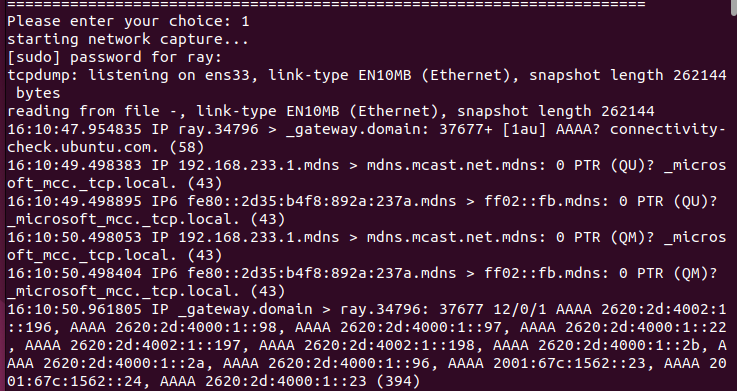 ======================================================================
Please enter your choice: 1
starting network capture...
[sudo] password for ray:
tcpdump: listening on ens33, link-type EN10MB (Ethernet), snapshot length 262144
 bytes
reading from file -, link-type EN10MB (Ethernet), snapshot length 262144
16:10:47.954835 IP ray.34796 > _gateway.domain: 37677+ [1au] AAAA? connectivity-
check.ubuntu.com. (58)
16:10:49.498383 IP 192.168.233.1.mdns > mdns.mcast.net.mdns: 0 PTR (QU)? _micros
oft_mcc._tcp.local. (43)
16:10:49.498895 IP6 fe80::2d35:b4f8:892a:237a.mdns > ff02::fb.mdns: 0 PTR (QU)?
_microsoft_mcc._tcp.local. (43)
16:10:50.498053 IP 192.168.233.1.mdns > mdns.mcast.net.mdns: 0 PTR (QM)? _micros
oft_mcc._tcp.local. (43)
16:10:50.498404 IP6 fe80::2d35:b4f8:892a:237a.mdns > ff02::fb.mdns: 0 PTR (QM)?
_microsoft_mcc._tcp.local. (43)
16:10:50.961805 IP _gateway.domain > ray.34796: 37677 12/0/1 AAAA 2620:2d:4002:1
::196, AAAA 2620:2d:4000:1::98, AAAA 2620:2d:4000:1::97, AAAA 2620:2d:4000:1::22
, AAAA 2620:2d:4002:1::197, AAAA 2620:2d:4002:1::198, AAAA 2620:2d:4000:1::2b, A
AAA 2620:2d:4000:1::2a, AAAA 2620:2d:4000:1::96, AAAA 2001:67c:1562::23, AAAA 20
01:67c:1562::24, AAAA 2620:2d:4000:1::23 (394)